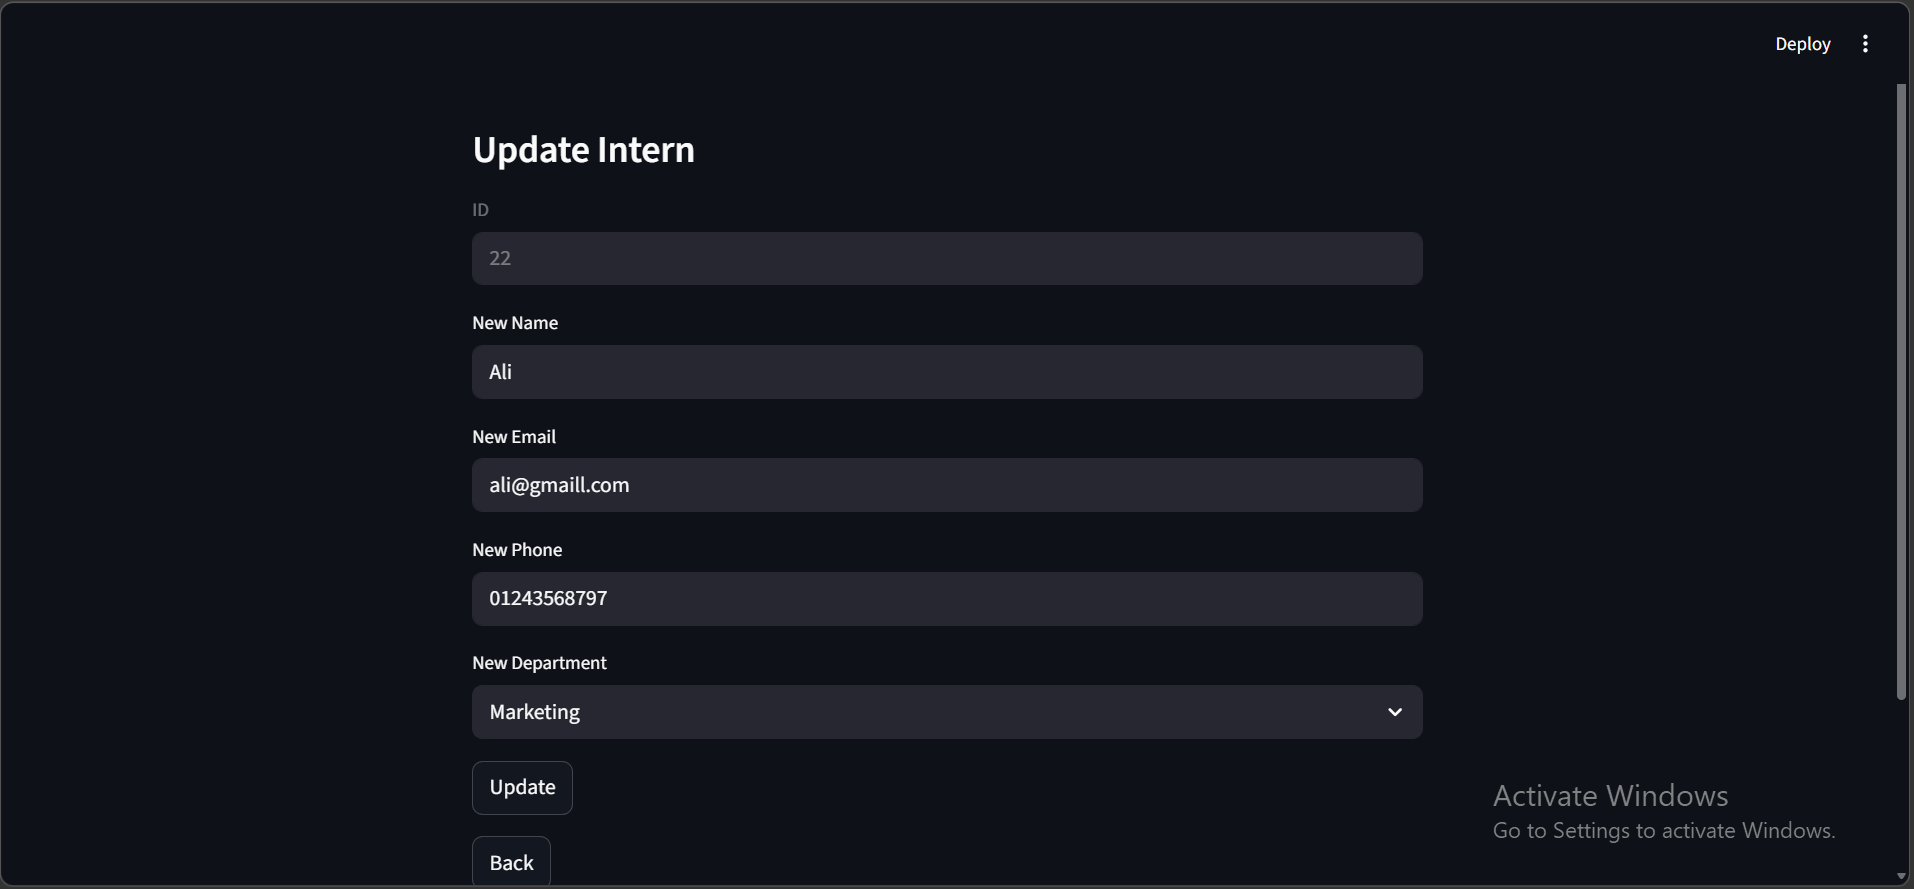 Deploy
Update Intern
ID
22
New Name
Ali
New Email
ali@gmaill.com
New Phone
01243568797
New Department
Marketing
Update
Back
Activate Windows
Go to Settings to activate Windows.